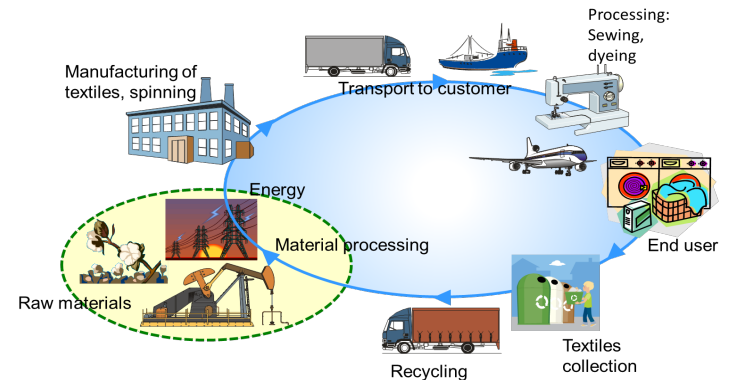 Processing:
Sewing,
dyeing
Manufacturing of
textiles, spinning
Transport to customer
Energy
Material processing
End user
Raw materials
Textiles
collection
Recycling